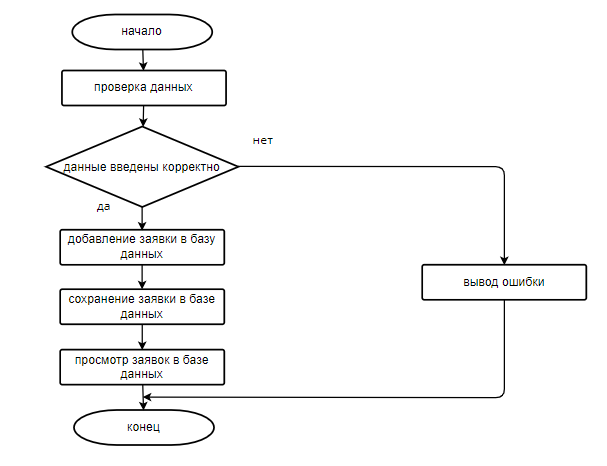 начало
проверка данных
нет
данные введены корректно
да
добавление заявки в базу
данных
вывод ошибки
сохранение заявки в базе
данных
просмотр заявок в базе
данных
конец